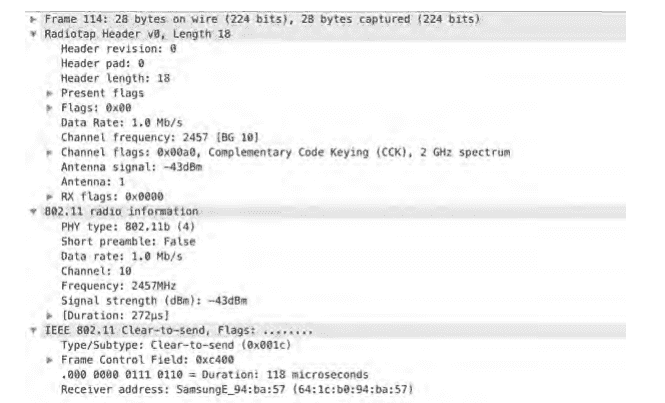 Frame 114: 28 bytes on wire (224 bits), 28 bytes captured (224 bits)
Radiotap Header v0, Length 18
Header revision: 0
Header pad: 0
Header length: 18
Present flags
Flags: 0x00
Data Rate: 1.0 Mb/s
Channel frequency: 2457 [BG 10]
Channel flags: 0x00a0, Complementary Code Keying (CCK), 2 GHz spectrum
Antenna signal: -43dBm
Antenna: 1
RX flags: 0x0000
802.11 radio information
PHY type: 802.11b (4)
Short preamble: False
Data rate: 1.0 Mb/s
Channel: 10
Frequency: 2457MHz
Signal strength (dBm): -43dBm
[Duration: 272µs]
IEEE 802.11 Clear-to-send, Flags: ........
Type/Subtype: Clear-to-send (0x001c)
Frame Control Field: 0xc400
.000 0000 0111 0110 = Duration: 118 microseconds
Receiver address: SamsungE_94:ba:57 (64:1c:b0:94:ba:57)